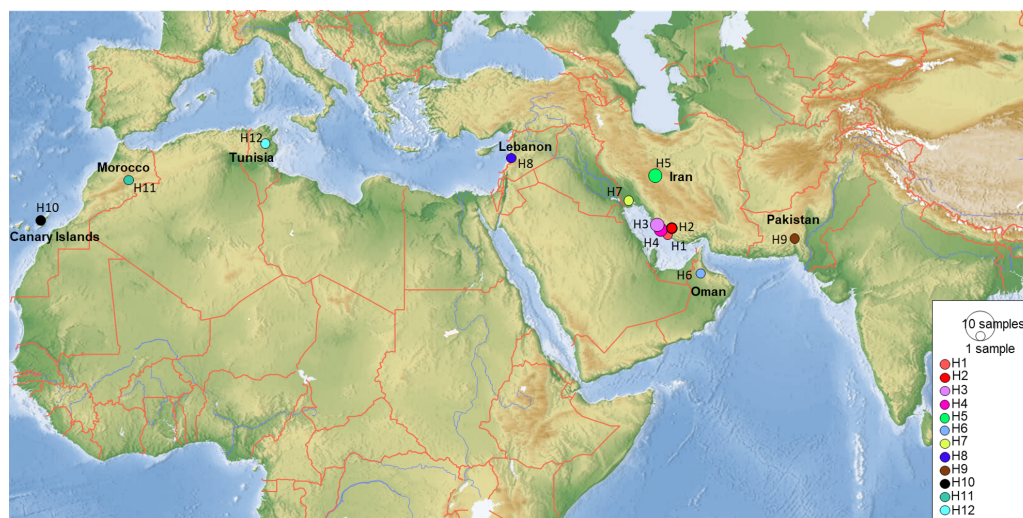 H12
Tunisia
Lebanon
H8
Morocco
H11
H5
Iran
H7
H10
Canary Islands
H3
H2
H4
H1
Pakistan
H9
H6
Oman
10 samples
1 sample
H1
H2
H3
H4
H5
H6
H7
H8
H9
H10
H11
H12